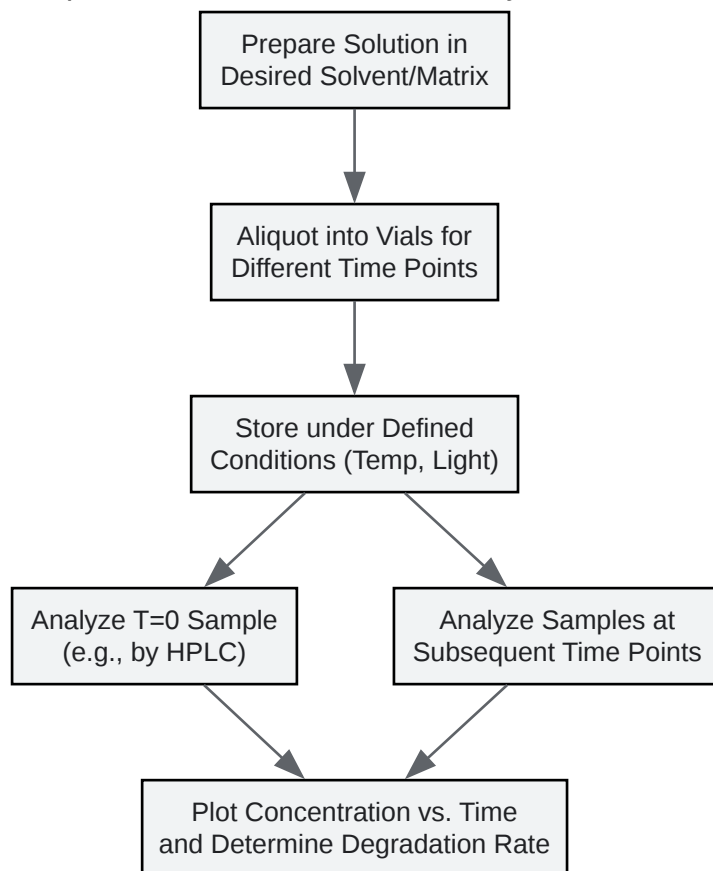 Prepare Solution in
Desired Solvent/Matrix
Aliquot into Vials for
Different Time Points
Store under Defined
Conditions (Temp, Light)
Analyze T=0 Sample
(e.g., by HPLC)
Analyze Samples at
Subsequent Time Points
Plot Concentration vs. Time
and Determine Degradation Rate